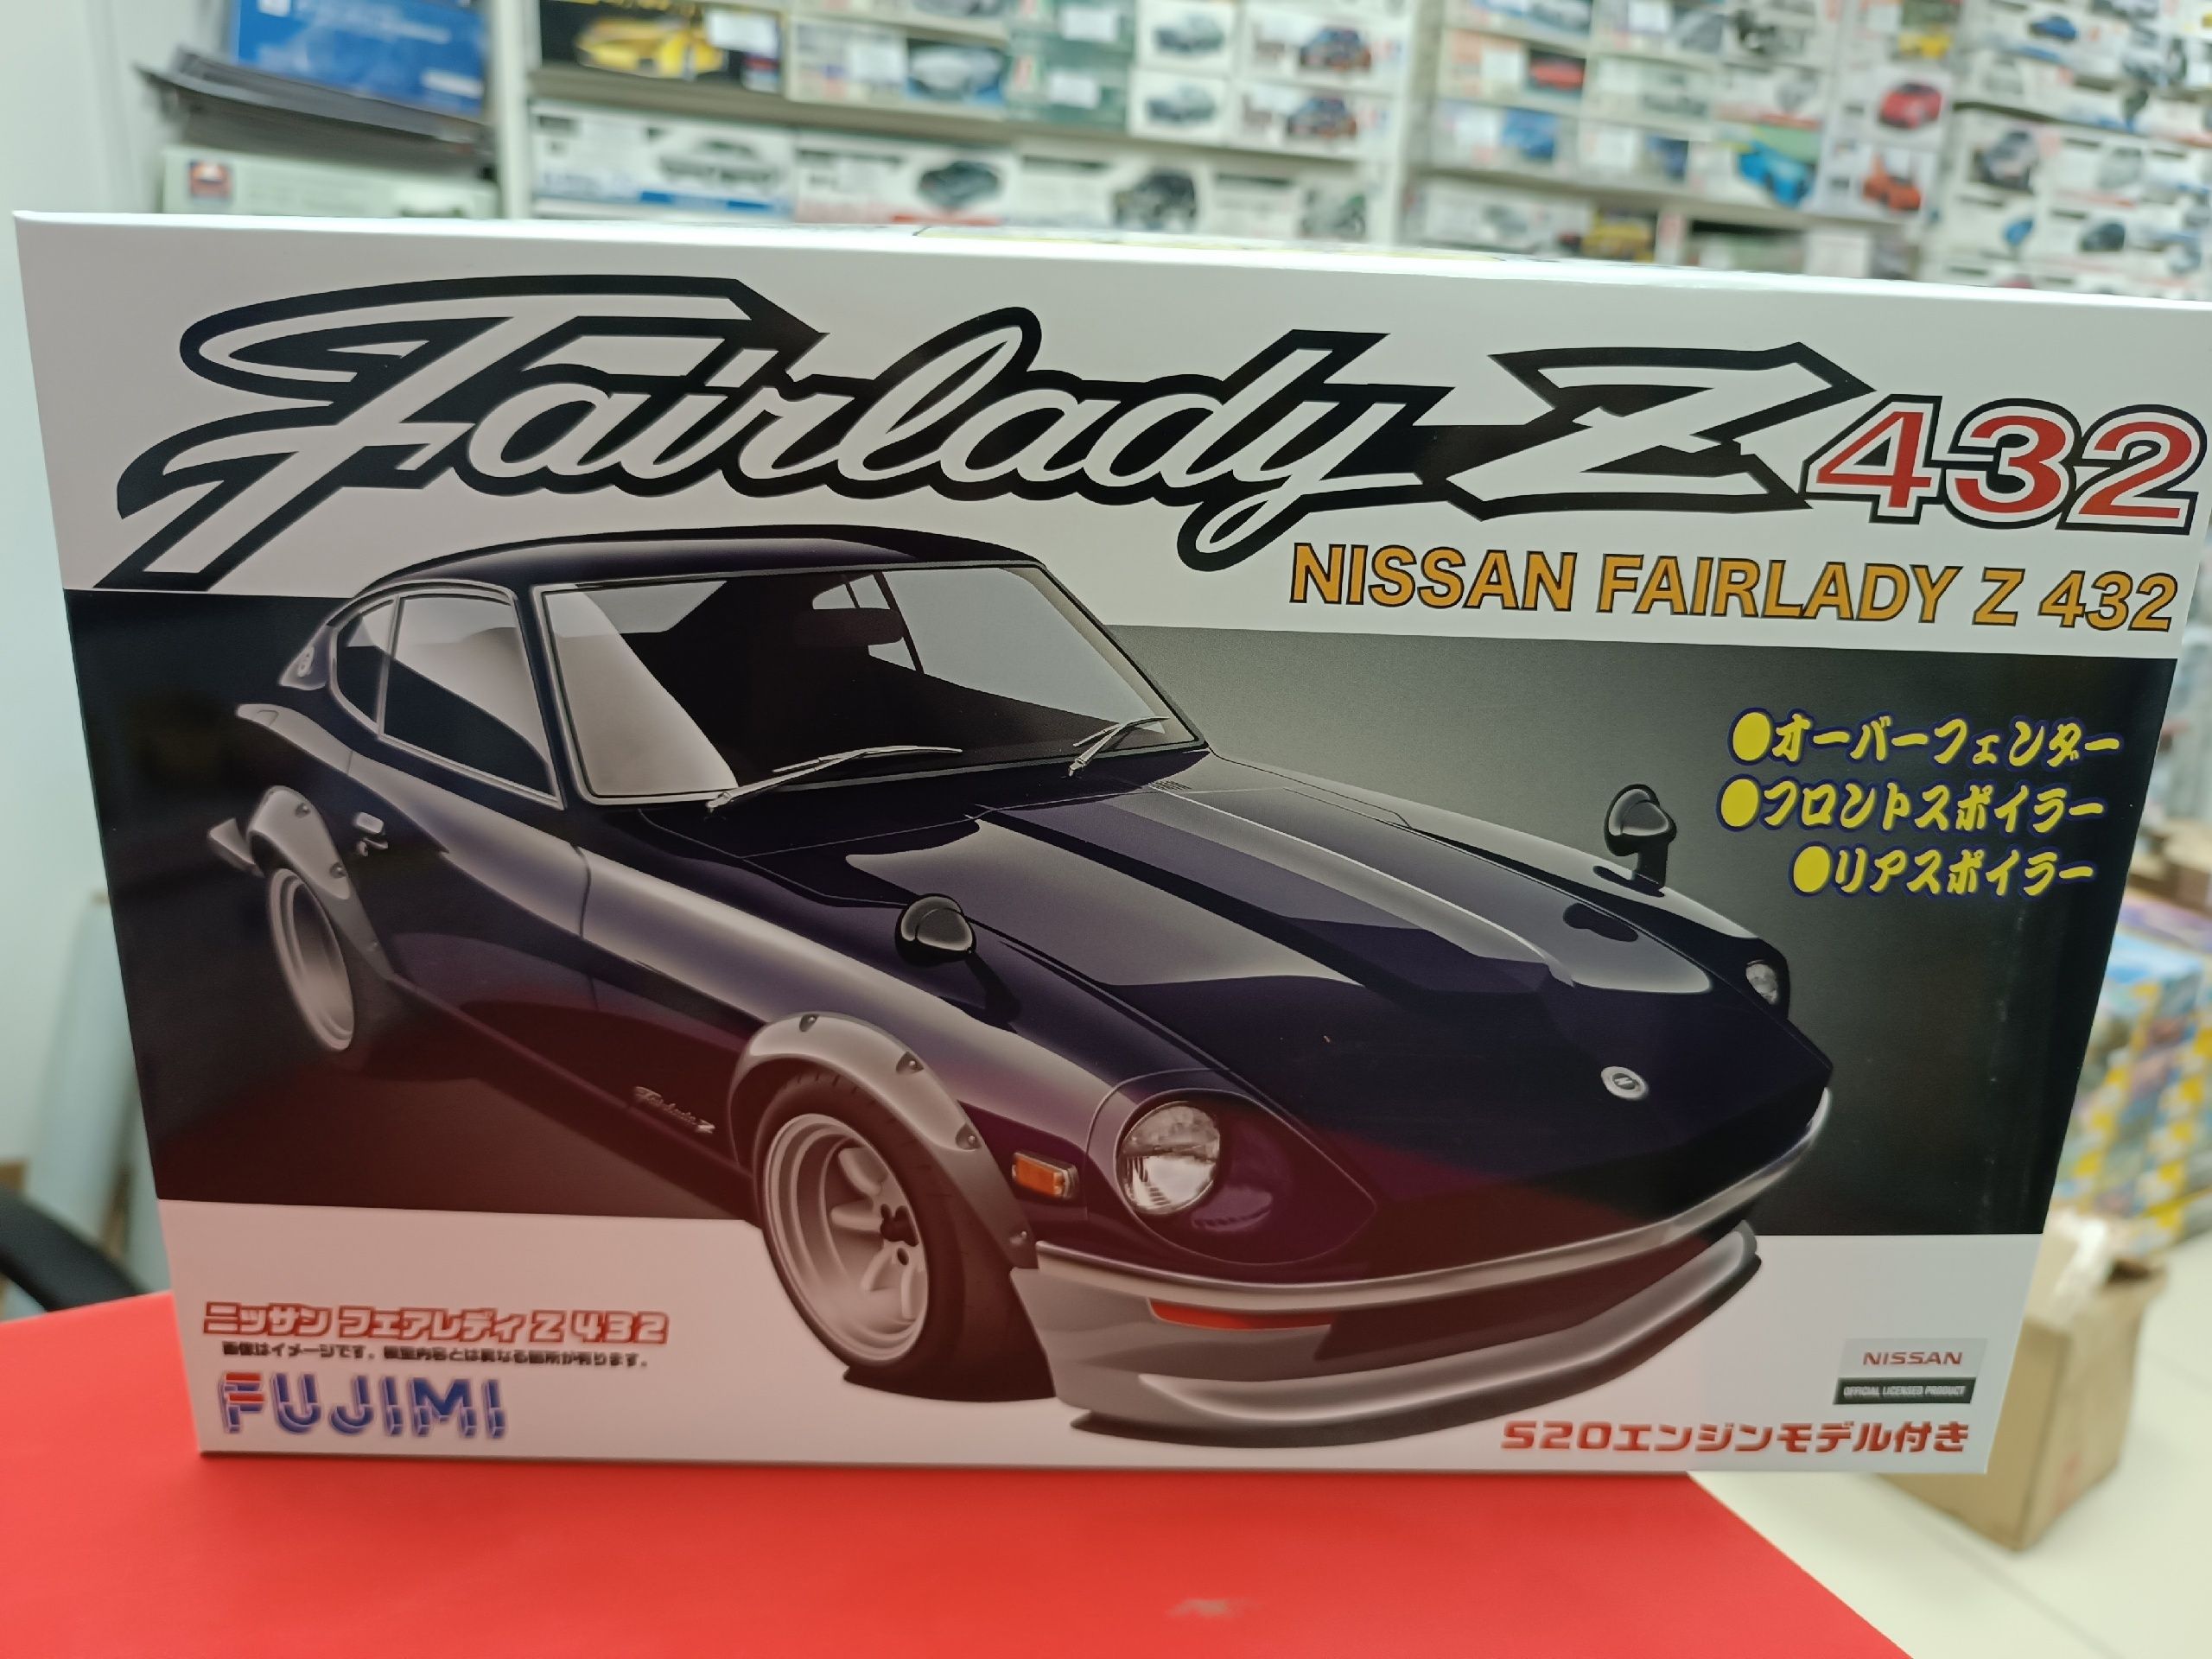 Fairlady Z 432
NISSAN FAIRLADY Z 432
●オーバーフェンダー
●フロントスポイラー
●リアスポイラー
Fairlady Z
ニッサン フェアレディ Z 432
画像はイメージです。模型内容とは異なる箇所が有ります。
FUJIMI
NISSAN
OFFICIAL LICENSED PRODUCT
S20エンジンモデル付き